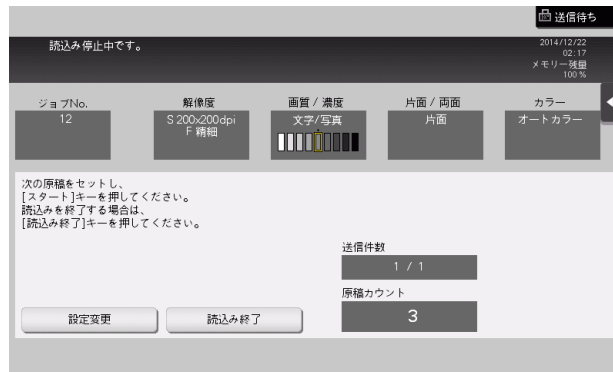 送信待ち
読込み停止中です。
2014/12/22
02:17
メモリー残量
100 %
ジョブNo.
12
解像度
S 200x200dpi
F 精細
画質 / 濃度
文字/写真
片面 / 両面
片面
カラー
オートカラー
次の原稿をセットし、
[スタート]キーを押してください。
読込みを終了する場合は、
[読込み終了]キーを押してください。
送信件数
1 / 1
原稿カウント
3
設定変更
読込み終了